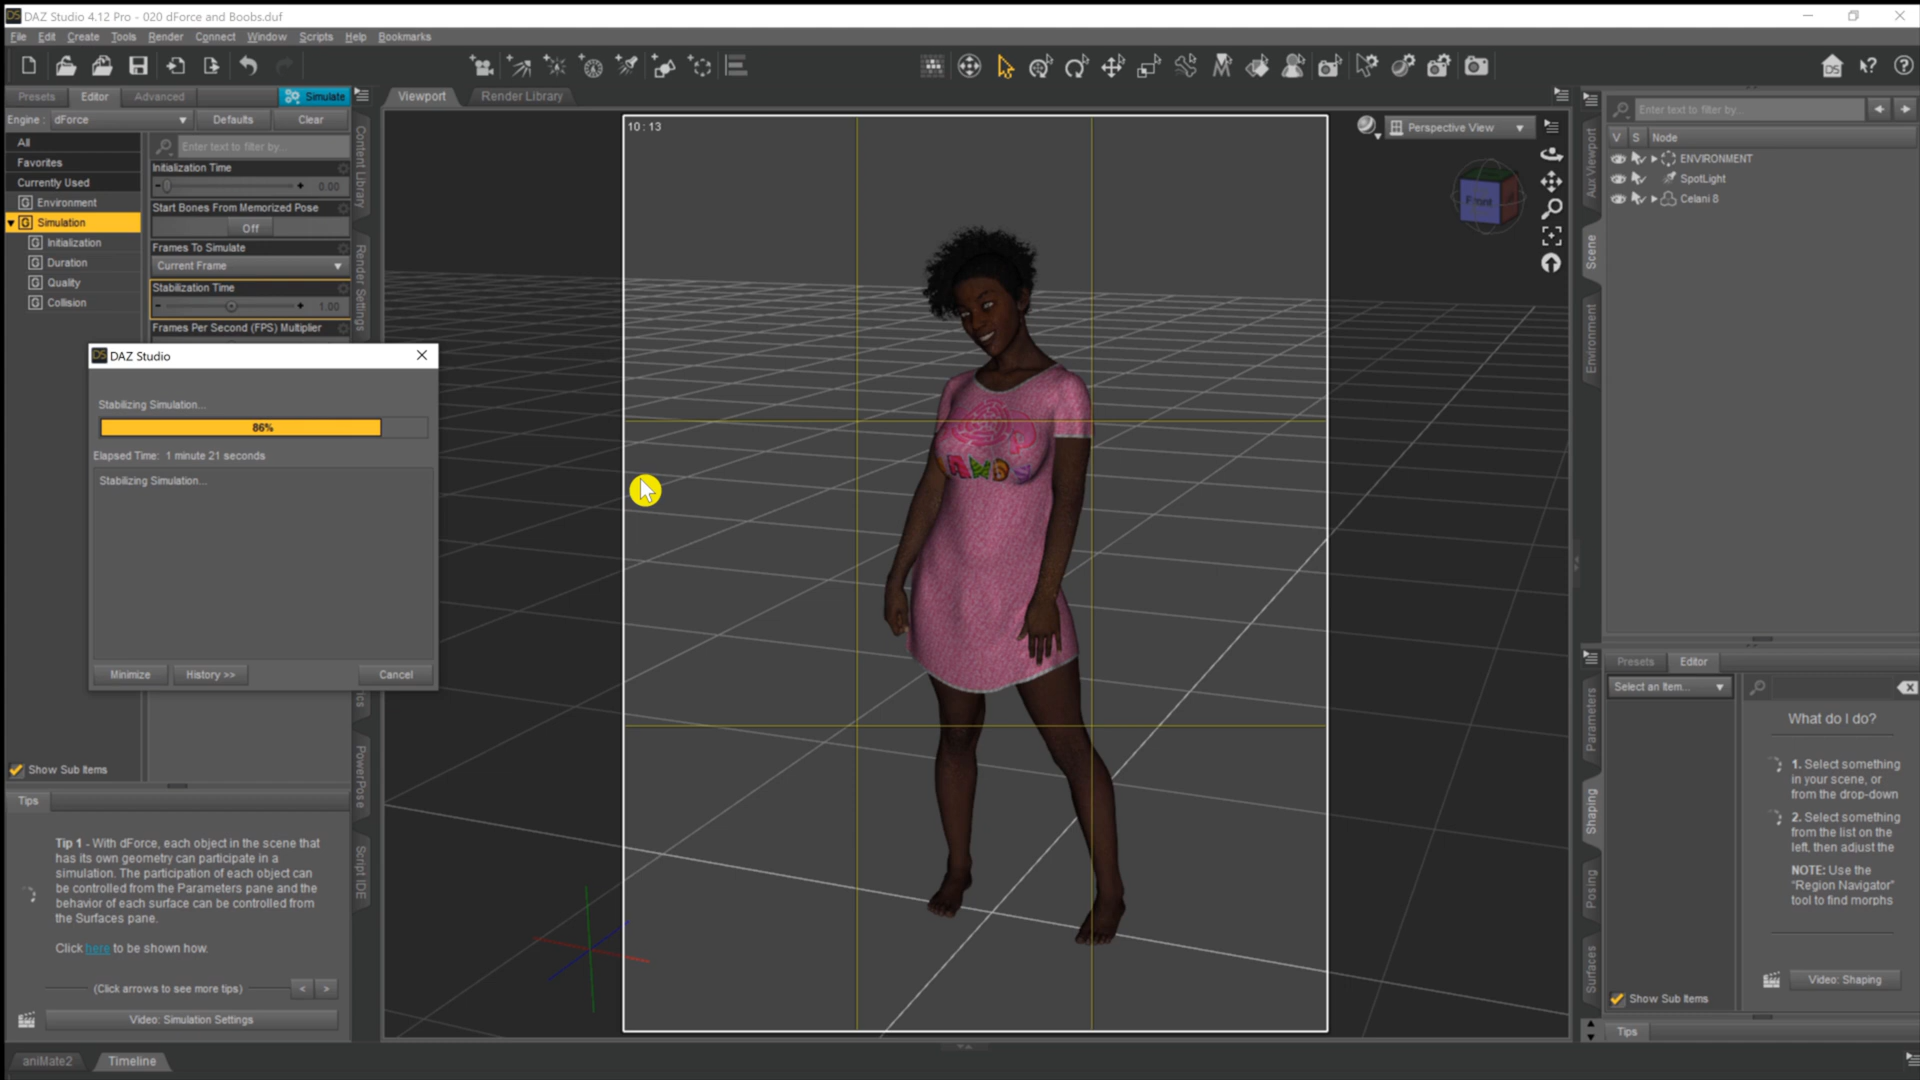 DAZ Studio 4.12 Pro - 020 dForce and Boobs.duf
File Edit Create Tools Render Connect Window Scripts Help Bookmarks
Presets Editor Advanced Simulate
Engine : dForce Defaults Clear
All
Favorites
Currently Used
Environment
Simulation
Initialization
Duration
Quality
Collision
Enter text to filter by...
Initialization Time
0.00
Start Bones From Memorized Pose
Off
Frames To Simulate
Current Frame
Stabilization Time
1.00
Frames Per Second (FPS) Multiplier
DAZ Studio
Stabilizing Simulation...
86%
Elapsed Time: 1 minute 21 seconds
Stabilizing Simulation...
Minimize History >> Cancel
Show Sub Items
Tips
Tip 1 - With dForce, each object in the scene that
has its own geometry can participate in a
simulation. The participation of each object can
be controlled from the Parameters pane and the
behavior of each surface can be controlled from
the Surfaces pane.
Click here to be shown how.
(Click arrows to see more tips) < >
Video: Simulation Settings
aniMate2 Timeline
Content Library
Render Settings
PowerPose
Script IDE
Viewport Render Library
10 : 13
Perspective View
Front
Aux Viewport
Scene
Environment
Enter text to filter by...
V S Node
ENVIRONMENT
SpotLight
Celani 8
Parameters
Shaping
Posing
Surfaces
Presets Editor
Select an Item...
What do I do?
1. Select something
in your scene, or
from the drop-down
2. Select something
from the list on the
left, then adjust the
NOTE: Use the
"Region Navigator"
tool to find morphs
Video: Shaping
Show Sub Items
Tips